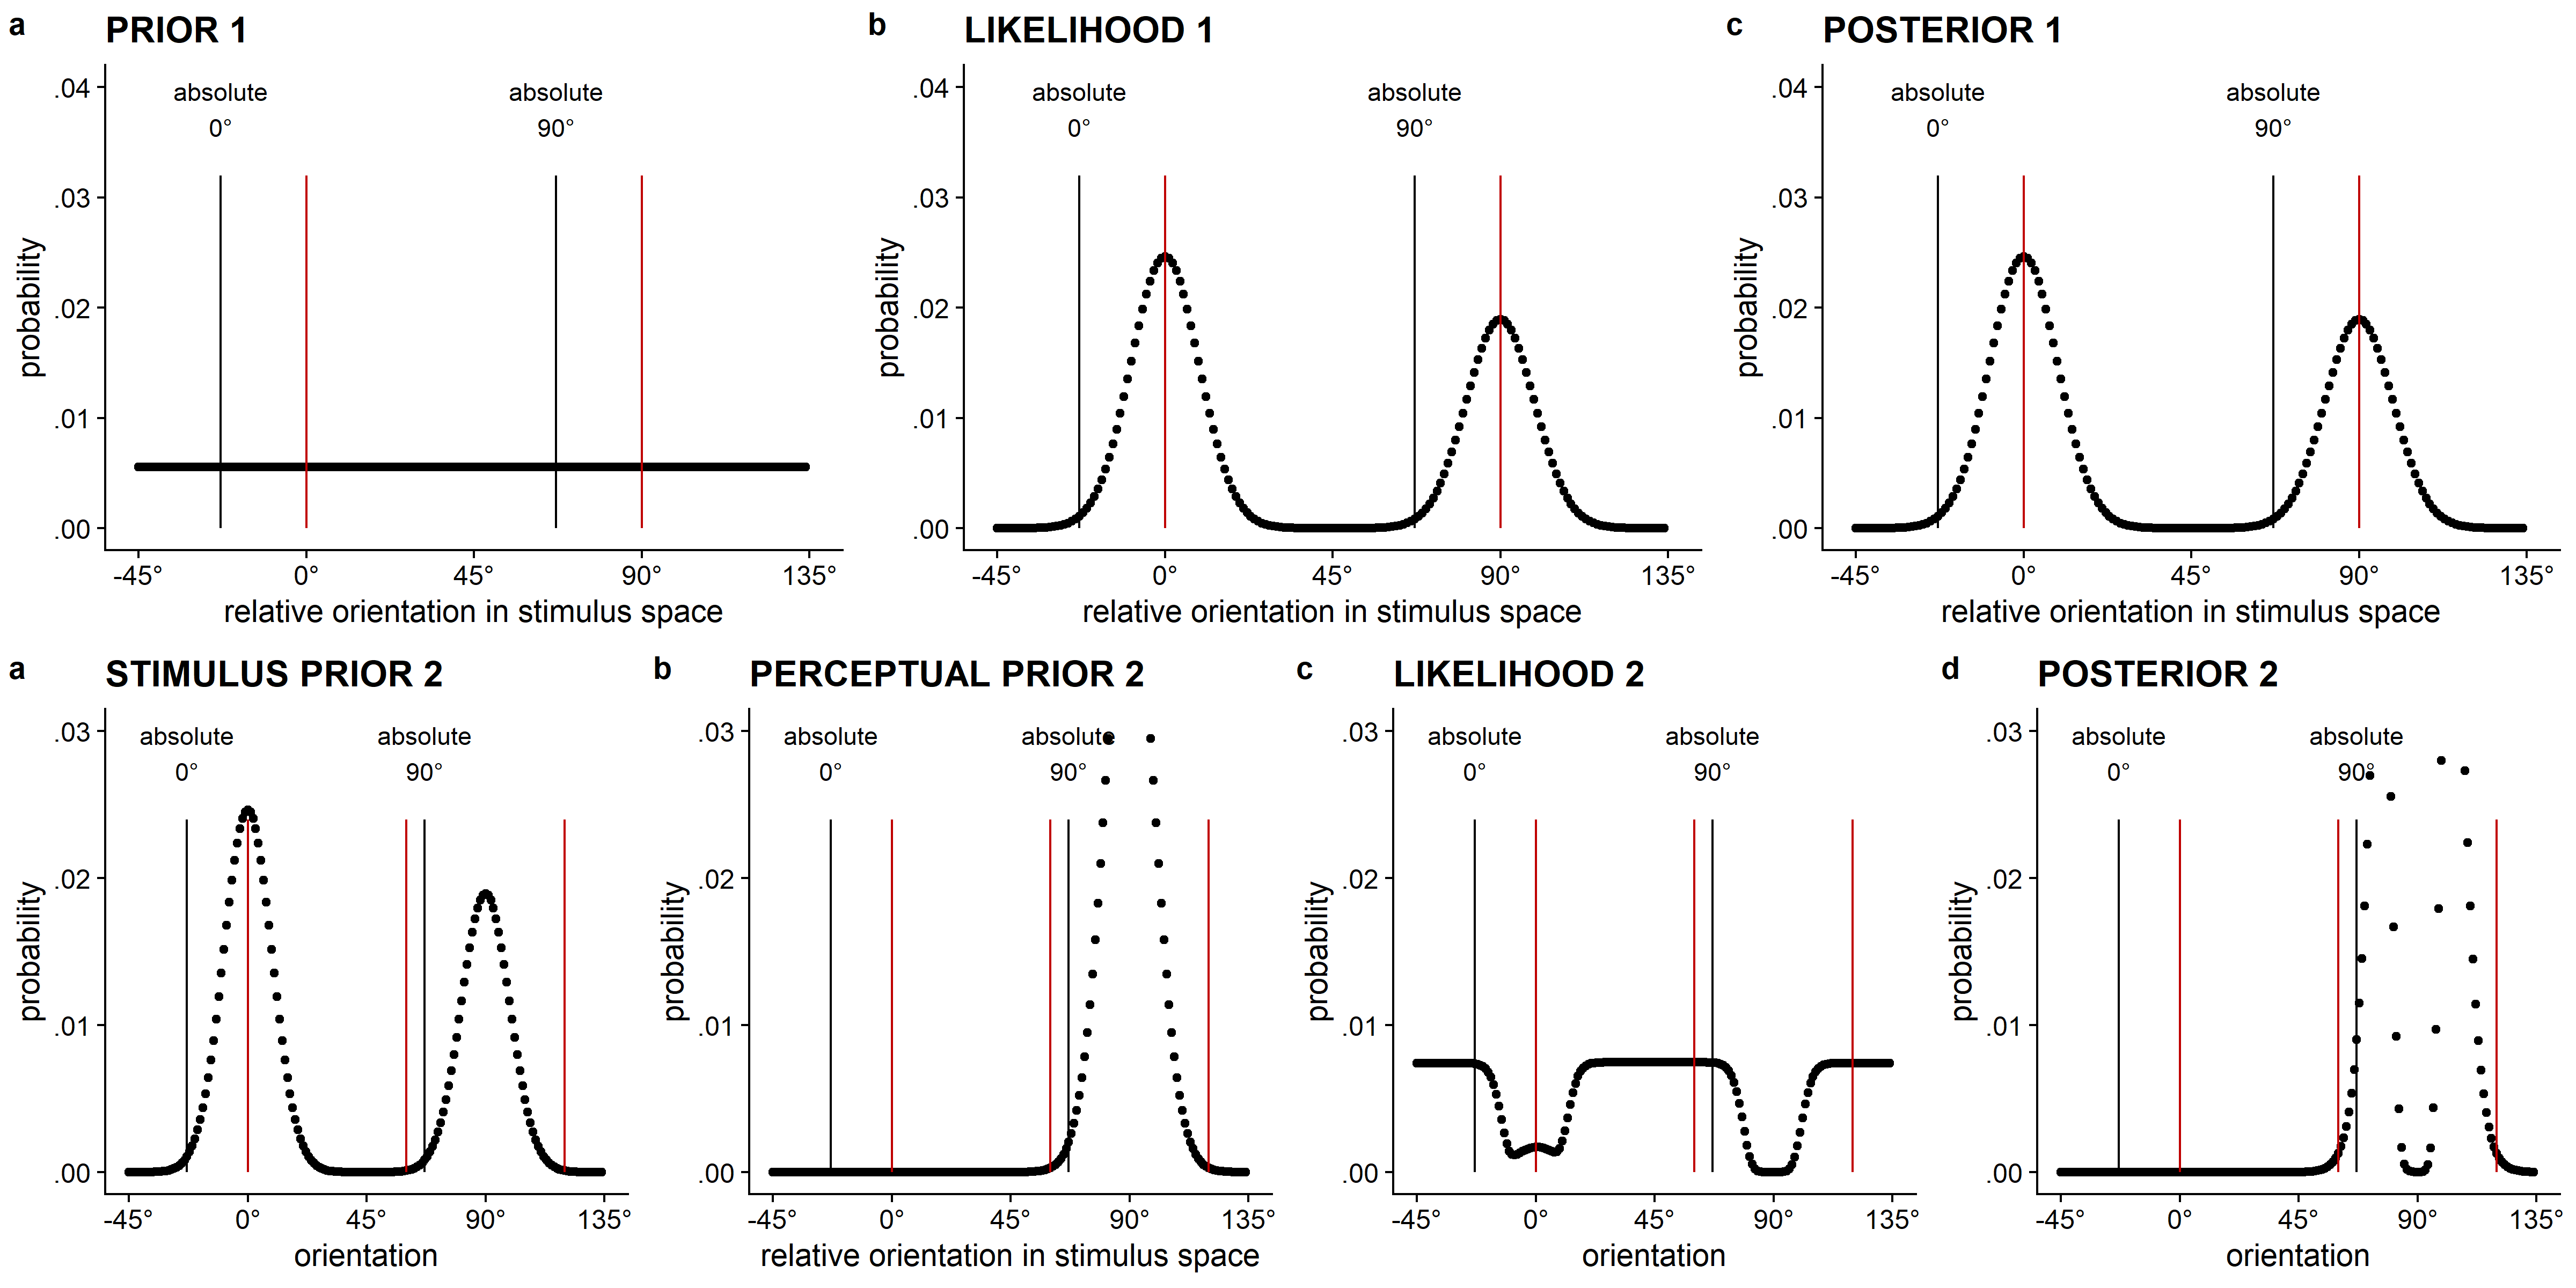 a PRIOR 1
.04
.03
.02
.01
.00
absolute absolute
0° 90°
probability
-45° 0° 45° 90° 135°
relative orientation in stimulus space
b LIKELIHOOD 1
.04
.03
.02
.01
.00
absolute absolute
0° 90°
probability
-45° 0° 45° 90° 135°
relative orientation in stimulus space
c POSTERIOR 1
.04
.03
.02
.01
.00
absolute absolute
0° 90°
probability
-45° 0° 45° 90° 135°
relative orientation in stimulus space
a STIMULUS PRIOR 2
.03
.02
.01
.00
absolute absolute
0° 90°
probability
-45° 0° 45° 90° 135°
orientation
b PERCEPTUAL PRIOR 2
.03
.02
.01
.00
absolute absolute
0° 90°
probability
-45° 0° 45° 90° 135°
relative orientation in stimulus space
c LIKELIHOOD 2
.03
.02
.01
.00
absolute absolute
0° 90°
probability
-45° 0° 45° 90° 135°
orientation
d POSTERIOR 2
.03
.02
.01
.00
absolute absolute
0° 90°
probability
-45° 0° 45° 90° 135°
orientation